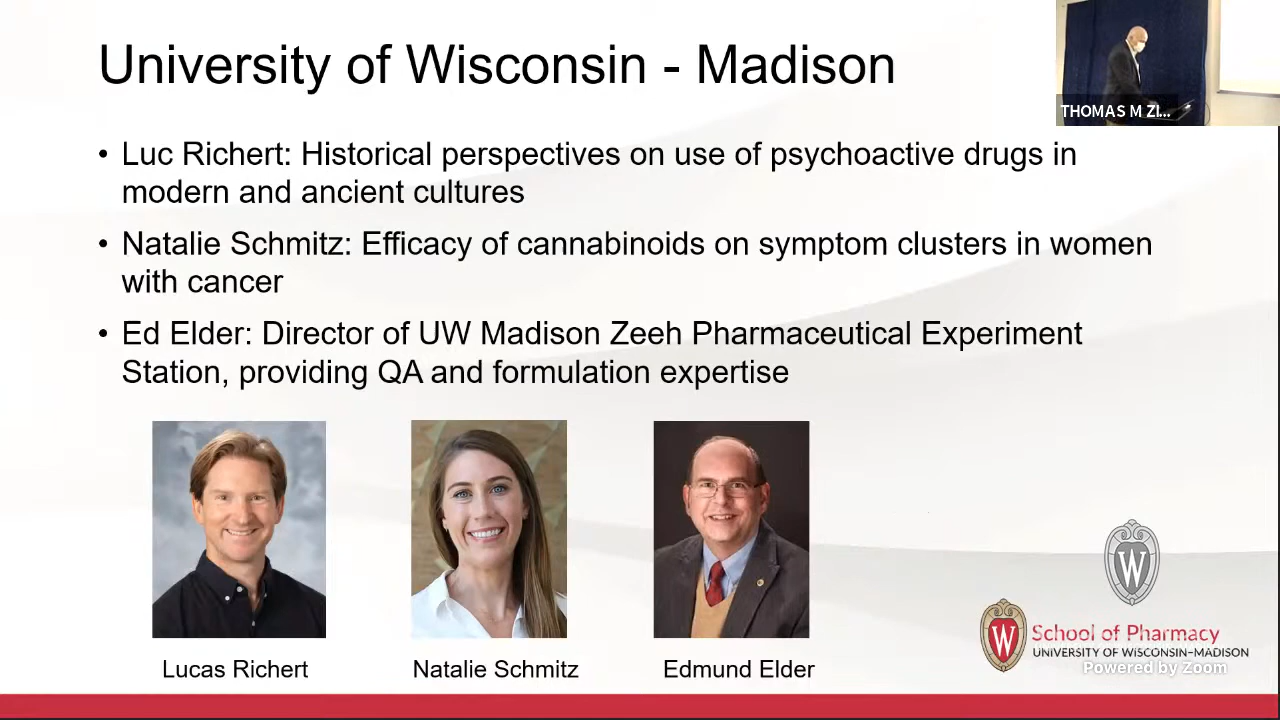 University of Wisconsin - Madison
THOMAS M ZI...
• Luc Richert: Historical perspectives on use of psychoactive drugs in
modern and ancient cultures
• Natalie Schmitz: Efficacy of cannabinoids on symptom clusters in women
with cancer
• Ed Elder: Director of UW Madison Zeeh Pharmaceutical Experiment
Station, providing QA and formulation expertise
Lucas Richert
Natalie Schmitz
Edmund Elder
W
W
School of Pharmacy
UNIVERSITY OF WISCONSIN–MADISON
Powered by Zoom